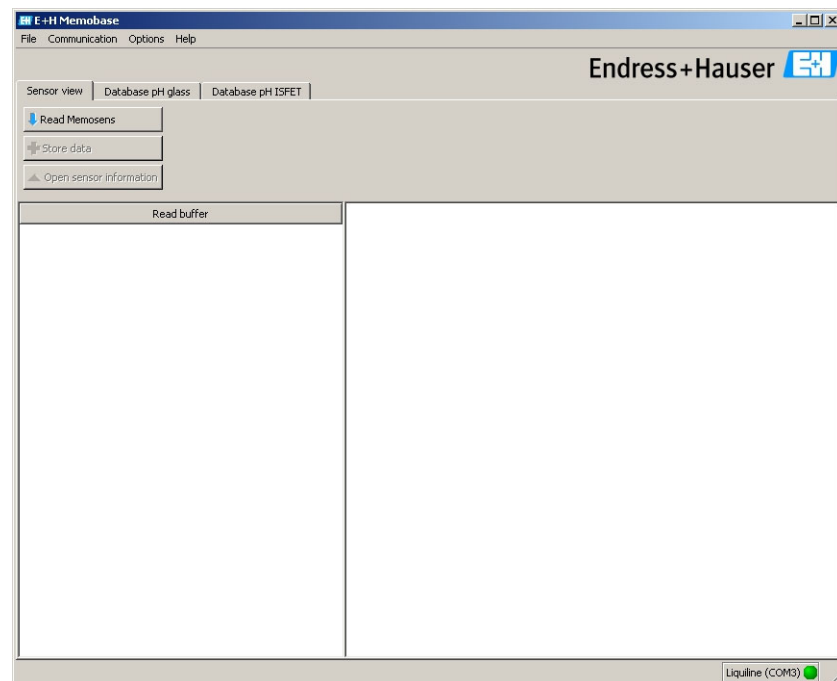 E+H Memobase
File Communication Options Help
Endress+Hauser E+H
Sensor view Database pH glass Database pH ISFET
Read Memosens
Store data
Open sensor information
Read buffer
Liquiline (COM3)